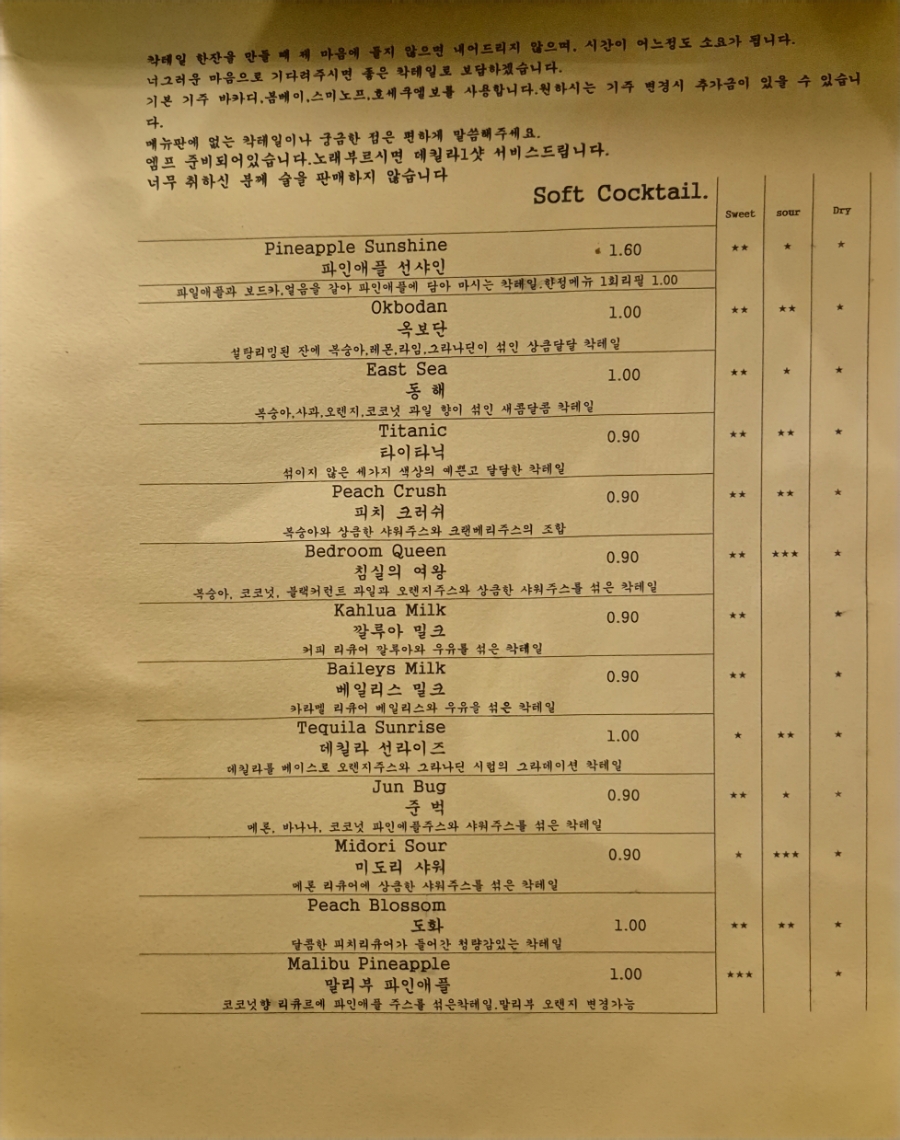 칵테일 한잔을 만들 때 제 마음에 들지 않으면 내어드리지 않으며, 시간이 어느정도 소요가 됩니다.
너그러운 마음으로 기다려주시면 좋은 칵테일로 보답하겠습니다.
기본 기주 바카디,봄베이,스미노프,호세쿠엘보를 사용합니다.원하시는 기주 변경시 추가금이 있을 수 있습니
다.
메뉴판에 없는 칵테일이나 궁금한 점은 편하게 말씀해주세요.
앰프 준비되어있습니다.노래부르시면 데킬라1샷 서비스드립니다.
너무 취하신 분께 술을 판매하지 않습니다
Soft Cocktail. Sweet sour Dry
Pineapple Sunshine 1.60 ★★ ★ ★
파인애플 선샤인
파일애플과 보드카,얼음을 갈아 파인애플에 담아 마시는 칵테일.한정메뉴 1회리필 1.00
Okbodan 1.00 ★★ ★★ ★
옥보단
설탕리밍된 잔에 복숭아,레몬,라임,그라나딘이 섞인 상큼달달 칵테일
East Sea 1.00 ★★ ★ ★
동 해
복숭아,사과,오렌지,코코넛 과일 향이 섞인 새콤달콤 칵테일
Titanic 0.90 ★★ ★★ ★
타이타닉
섞이지 않은 세가지 색상의 예쁜고 달달한 칵테일
Peach Crush 0.90 ★★ ★★ ★
피치 크러쉬
복숭아와 상큼한 샤워주스와 크랜베리주스의 조합
Bedroom Queen 0.90 ★★ ★★★ ★
침실의 여왕
복숭아, 코코넛, 블랙커런트 과일과 오렌지주스와 상큼한 샤워주스를 섞은 칵테일
Kahlua Milk 0.90 ★★ ★
깔루아 밀크
커피 리큐어 깔루아와 우유를 섞은 칵테일
Baileys Milk 0.90 ★★ ★
베일리스 밀크
카라멜 리큐어 베일리스와 우유을 섞은 칵테일
Tequila Sunrise 1.00 ★ ★★ ★
데킬라 선라이즈
데킬라를 베이스로 오렌지주스와 그라나딘 시럽의 그라데이션 칵테일
Jun Bug 0.90 ★★ ★ ★
준 벅
메론, 바나나, 코코넛 파인애플주스와 샤워주스를 섞은 칵테일
Midori Sour 0.90 ★ ★★★ ★
미도리 샤워
메론 리큐어에 상큼한 샤워주스를 섞은 칵테일
Peach Blossom 1.00 ★★ ★★ ★
도화
달콤한 피치리큐어가 들어간 청량감있는 칵테일
Malibu Pineapple 1.00 ★★★ ★
말리부 파인애플
코코넛향 리큐르에 파인애플 주스를 섞은칵테일.말리부 오렌지 변경가능